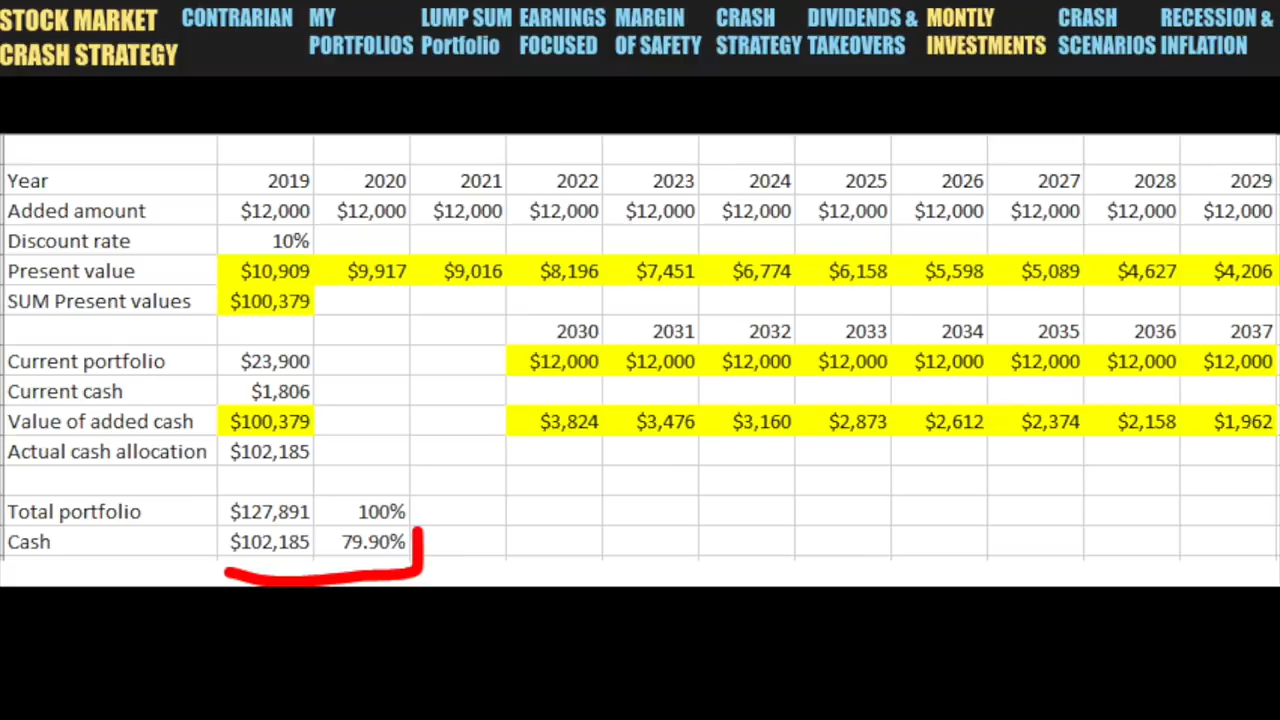 STOCK MARKET CRASH STRATEGY
CONTRARIAN
MY PORTFOLIOS
LUMP SUM Portfolio
EARNINGS FOCUSED
MARGIN OF SAFETY
CRASH STRATEGY
DIVIDENDS & TAKEOVERS
MONTLY INVESTMENTS
CRASH SCENARIOS
RECESSION & INFLATION
Year 2019 2020 2021 2022 2023 2024 2025 2026 2027 2028 2029
Added amount $12,000 $12,000 $12,000 $12,000 $12,000 $12,000 $12,000 $12,000 $12,000 $12,000 $12,000
Discount rate 10%
Present value $10,909 $9,917 $9,016 $8,196 $7,451 $6,774 $6,158 $5,598 $5,089 $4,627 $4,206
SUM Present values $100,379
2030 2031 2032 2033 2034 2035 2036 2037
Current portfolio $23,900 $12,000 $12,000 $12,000 $12,000 $12,000 $12,000 $12,000 $12,000
Current cash $1,806
Value of added cash $100,379 $3,824 $3,476 $3,160 $2,873 $2,612 $2,374 $2,158 $1,962
Actual cash allocation $102,185
Total portfolio $127,891 100%
Cash $102,185 79.90%